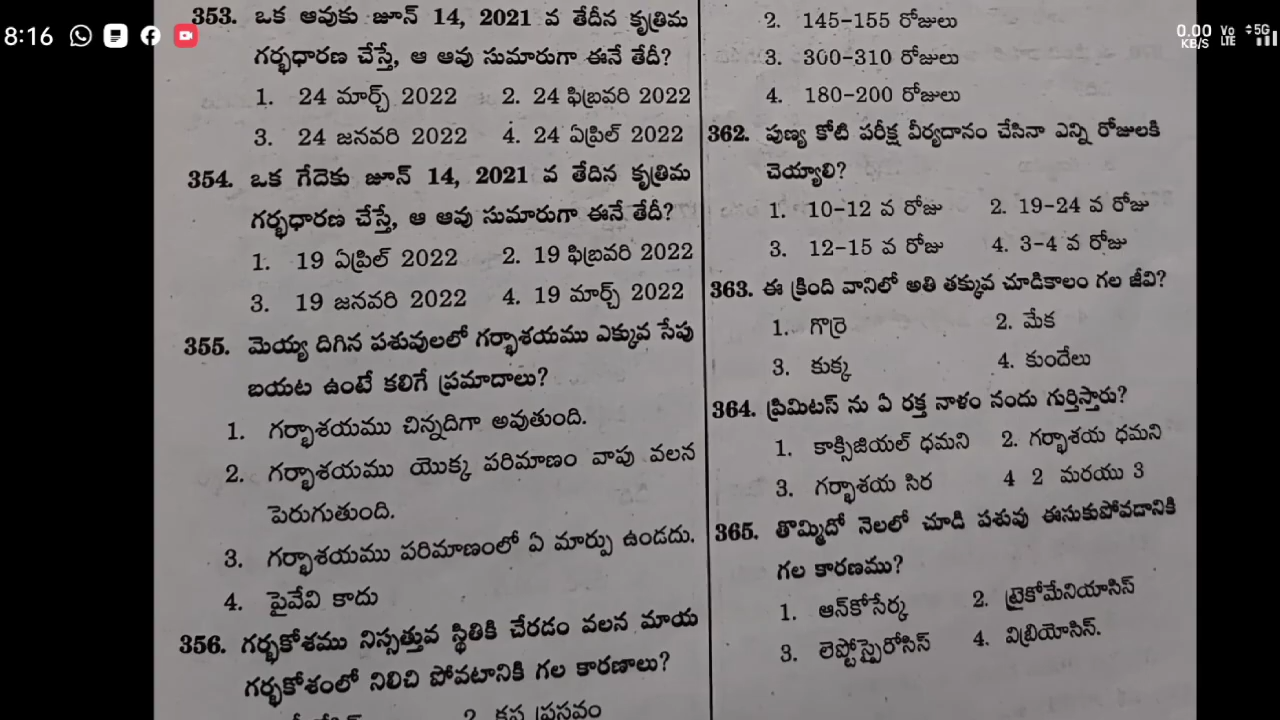 8:16
0.00 KB/S
Vo LTE
5G
353. ఒక ఆవుకు జూన్ 14, 2021 వ తేదీన కృత్రిమ
గర్భధారణ చేస్తే, ఆ ఆవు సుమారుగా ఈనే తేదీ?
1. 24 మార్చ్ 2022 2. 24 ఫిబ్రవరి 2022
3. 24 జనవరి 2022 4. 24 ఏప్రిల్ 2022
354. ఒక గేదెకు జూన్ 14, 2021 వ తేదిన కృత్రిమ
గర్భధారణ చేస్తే, ఆ ఆవు సుమారుగా ఈనే తేదీ?
1. 19 ఏప్రిల్ 2022 2. 19 ఫిబ్రవరి 2022
3. 19 జనవరి 2022 4. 19 మార్చ్ 2022
355. మెయ్య దిగిన పశువులలో గర్భాశయము ఎక్కువ సేపు
బయట ఉంటే కలిగే ప్రమాదాలు?
1. గర్భాశయము చిన్నదిగా అవుతుంది.
2. గర్భాశయము యొక్క పరిమాణం వాపు వలన
పెరుగుతుంది.
3. గర్భాశయము పరిమాణంలో ఏ మార్పు ఉండదు.
4. పైవేవి కాదు
356. గర్భకోశము నిస్సత్తువ స్థితికి చేరడం వలన మాయ
గర్భకోశంలో నిలిచి పోవటానికి గల కారణాలు?
2. కష్ట ప్రసవం
2. 145-155 రోజులు
3. 300-310 రోజులు
4. 180-200 రోజులు
362. పుణ్య కోటి పరీక్ష వీర్యదానం చేసినా ఎన్ని రోజులకి
చెయ్యాలి?
1. 10-12 వ రోజు 2. 19-24 వ రోజు
3. 12-15 వ రోజు 4. 3-4 వ రోజు
363. ఈ క్రింది వానిలో అతి తక్కువ చూడికాలం గల జీవి?
1. గొర్రె 2. మేక
3. కుక్క 4. కుందేలు
364. ప్రిమిటస్ ను ఏ రక్త నాళం నందు గుర్తిస్తారు?
1. కాక్సిజియల్ ధమని 2. గర్భాశయ ధమని
3. గర్భాశయ సిర 4 2 మరయు 3
365. తొమ్మిదో నెలలో చూడి పశువు ఈసుకుపోవడానికి
గల కారణము?
1. ఆన్‌కోసేర్క 2. ట్రైకోమేనియాసిస్
3. లెప్టోస్పైరోసిస్ 4. విబ్రియోసిన్.